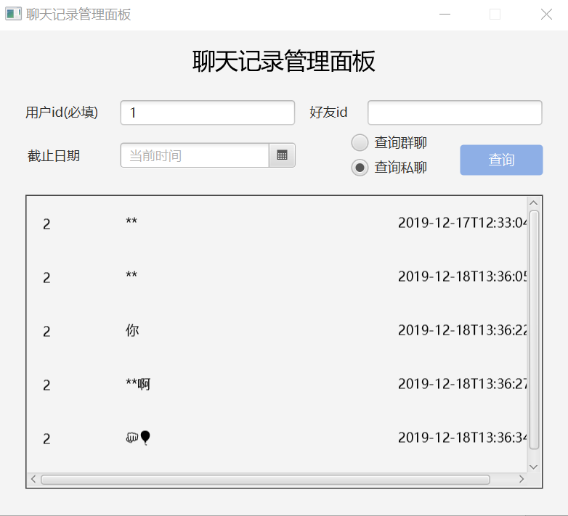 聊天记录管理面板
聊天记录管理面板
用户id(必填) 1 好友id
查询群聊
截止日期 当前时间 查询
查询私聊
2 ** 2019-12-17T12:33:04
2 ** 2019-12-18T13:36:05
2 你 2019-12-18T13:36:22
2 **啊 2019-12-18T13:36:27
2 👊🎈 2019-12-18T13:36:34